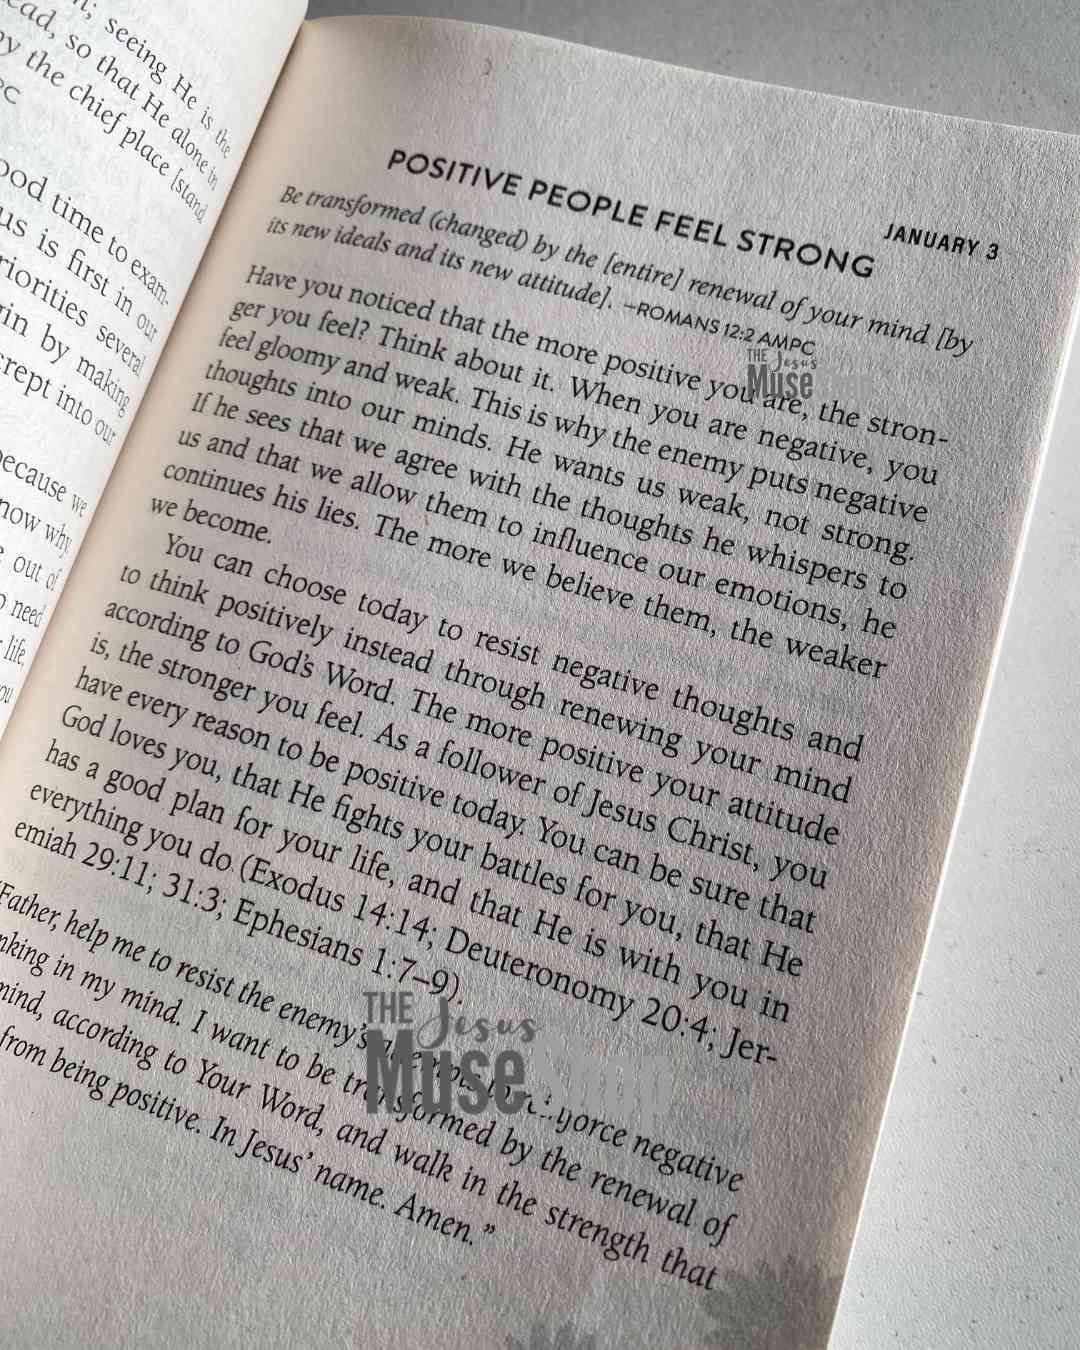 n; seeing He is the
ead, so that He alone in
by the chief place [stand,
PC
ood time to exam-
us is first in our
riorities several
gin by making
crept into our
because we
now why
out of
need
life,
you
JANUARY 3
POSITIVE PEOPLE FEEL STRONG
Be transformed (changed) by the [entire] renewal of your mind [by
its new ideals and its new attitude]. –ROMANS 12:2 AMPC
Have you noticed that the more positive you are, the stron-
ger you feel? Think about it. When you are negative, you
feel gloomy and weak. This is why the enemy puts negative
thoughts into our minds. He wants us weak, not strong.
If he sees that we agree with the thoughts he whispers to
us and that we allow them to influence our emotions, he
continues his lies. The more we believe them, the weaker
we become.
You can choose today to resist negative thoughts and
to think positively instead through renewing your mind
according to God's Word. The more positive your attitude
is, the stronger you feel. As a follower of Jesus Christ, you
have every reason to be positive today. You can be sure that
God loves you, that He fights your battles for you, that He
has a good plan for your life, and that He is with you in
everything you do (Exodus 14:14; Deuteronomy 20:4; Jer-
emiah 29:11; 31:3; Ephesians 1:7–9).
"Father, help me to resist the enemy's negative
nking in my mind. I want to be transformed by the renewal of
mind, according to Your Word, and walk in the strength that
from being positive. In Jesus' name. Amen."
THE Jesus
Muse
THE Jesus
Muse Shop